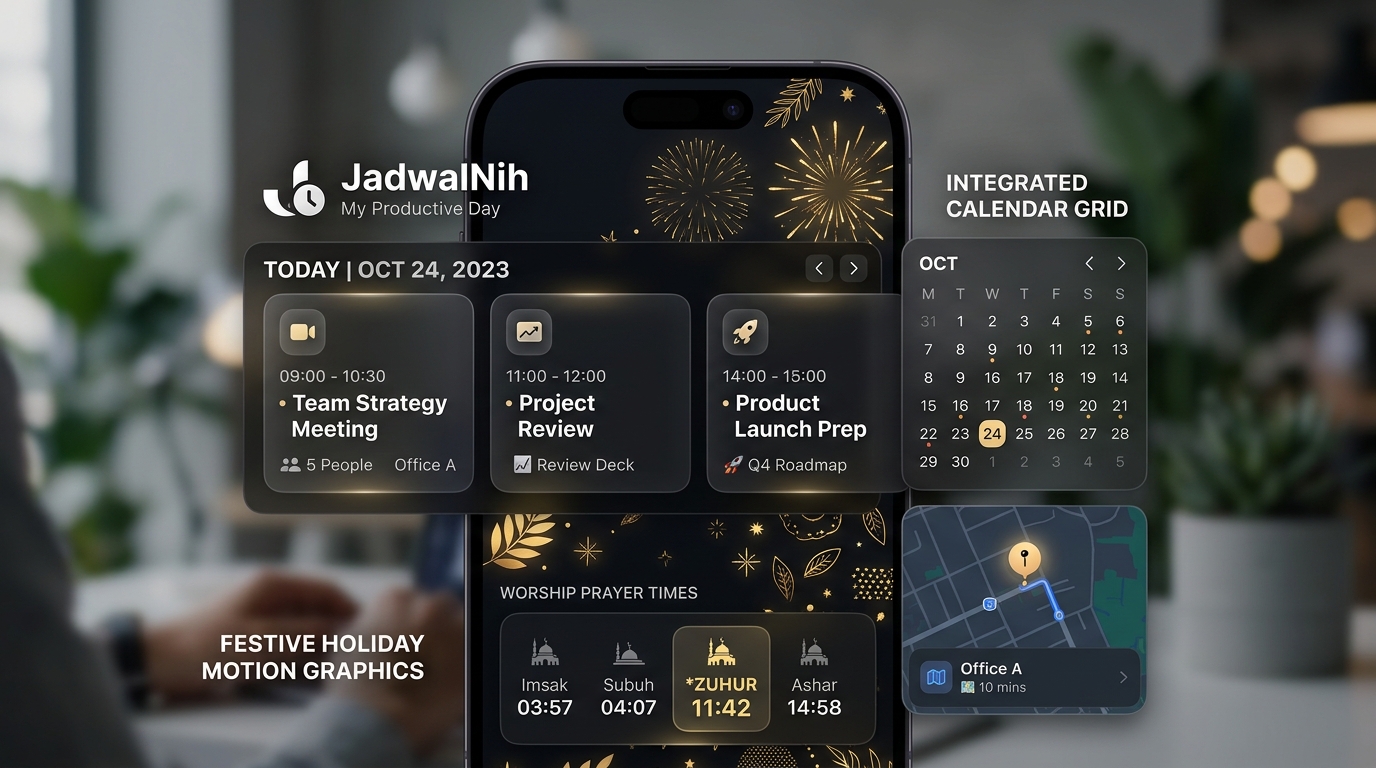 JadwalNih
My Productive Day
TODAY | OCT 24, 2023
09:00 - 10:30
• Team Strategy
Meeting
5 People Office A
11:00 - 12:00
• Project
Review
Review Deck
14:00 - 15:00
• Product
Launch Prep
Q4 Roadmap
INTEGRATED
CALENDAR GRID
OCT
M T W T F S S
31 1 2 3 4 5 6
7 8 9 10 11 12 13
8 9 16 17 18 19 14
15 16 17 18 19 20 21
22 23 24 25 26 27 28
29 30 1 2 3 4 5
Office A
10 mins
WORSHIP PRAYER TIMES
Imsak
03:57
Subuh
04:07
*ZUHUR
11:42
Ashar
14:58
FESTIVE HOLIDAY
MOTION GRAPHICS